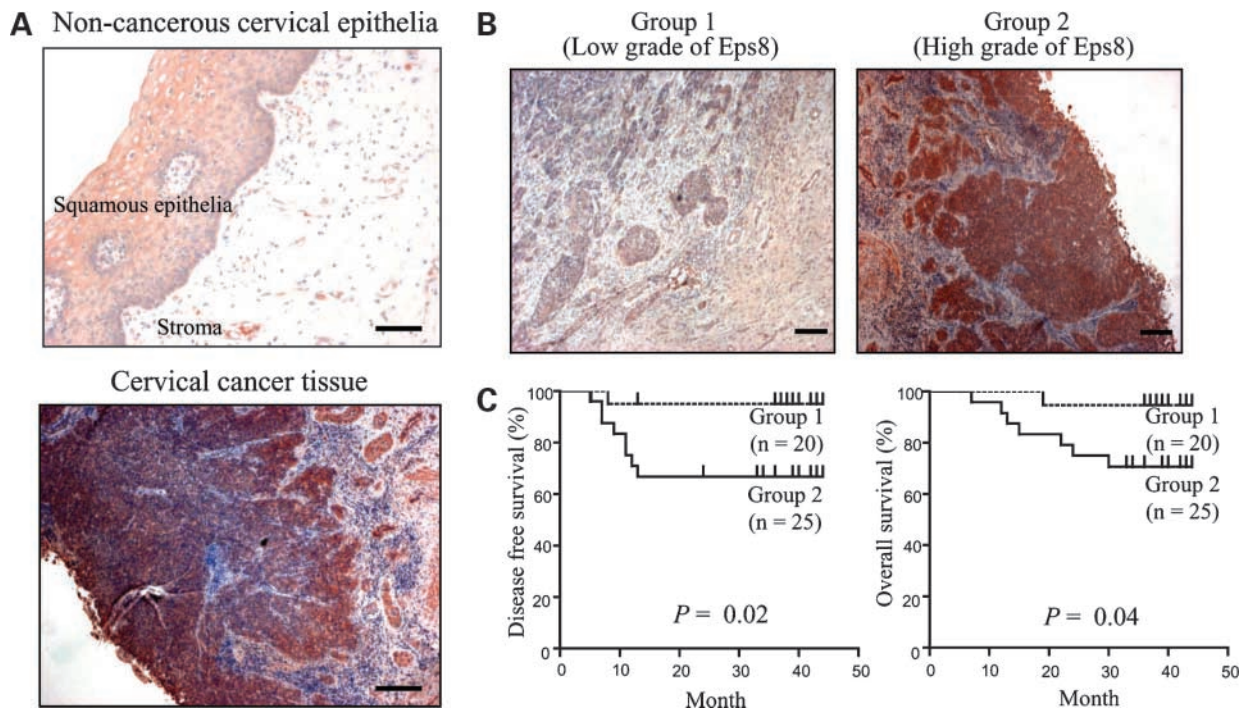 A
Non-cancerous cervical epithelia
Squamous epithelia
Stroma
Cervical cancer tissue
B
Group 1
(Low grade of Eps8)
Group 2
(High grade of Eps8)
C
Disease free survival (%)
100
80
60
40
20
0
Group 1
(n = 20)
Group 2
(n = 25)
P = 0.02
0 10 20 30 40 50
Month
Overall survival (%)
100
80
60
40
20
0
Group 1
(n = 20)
Group 2
(n = 25)
P = 0.04
0 10 20 30 40 50
Month